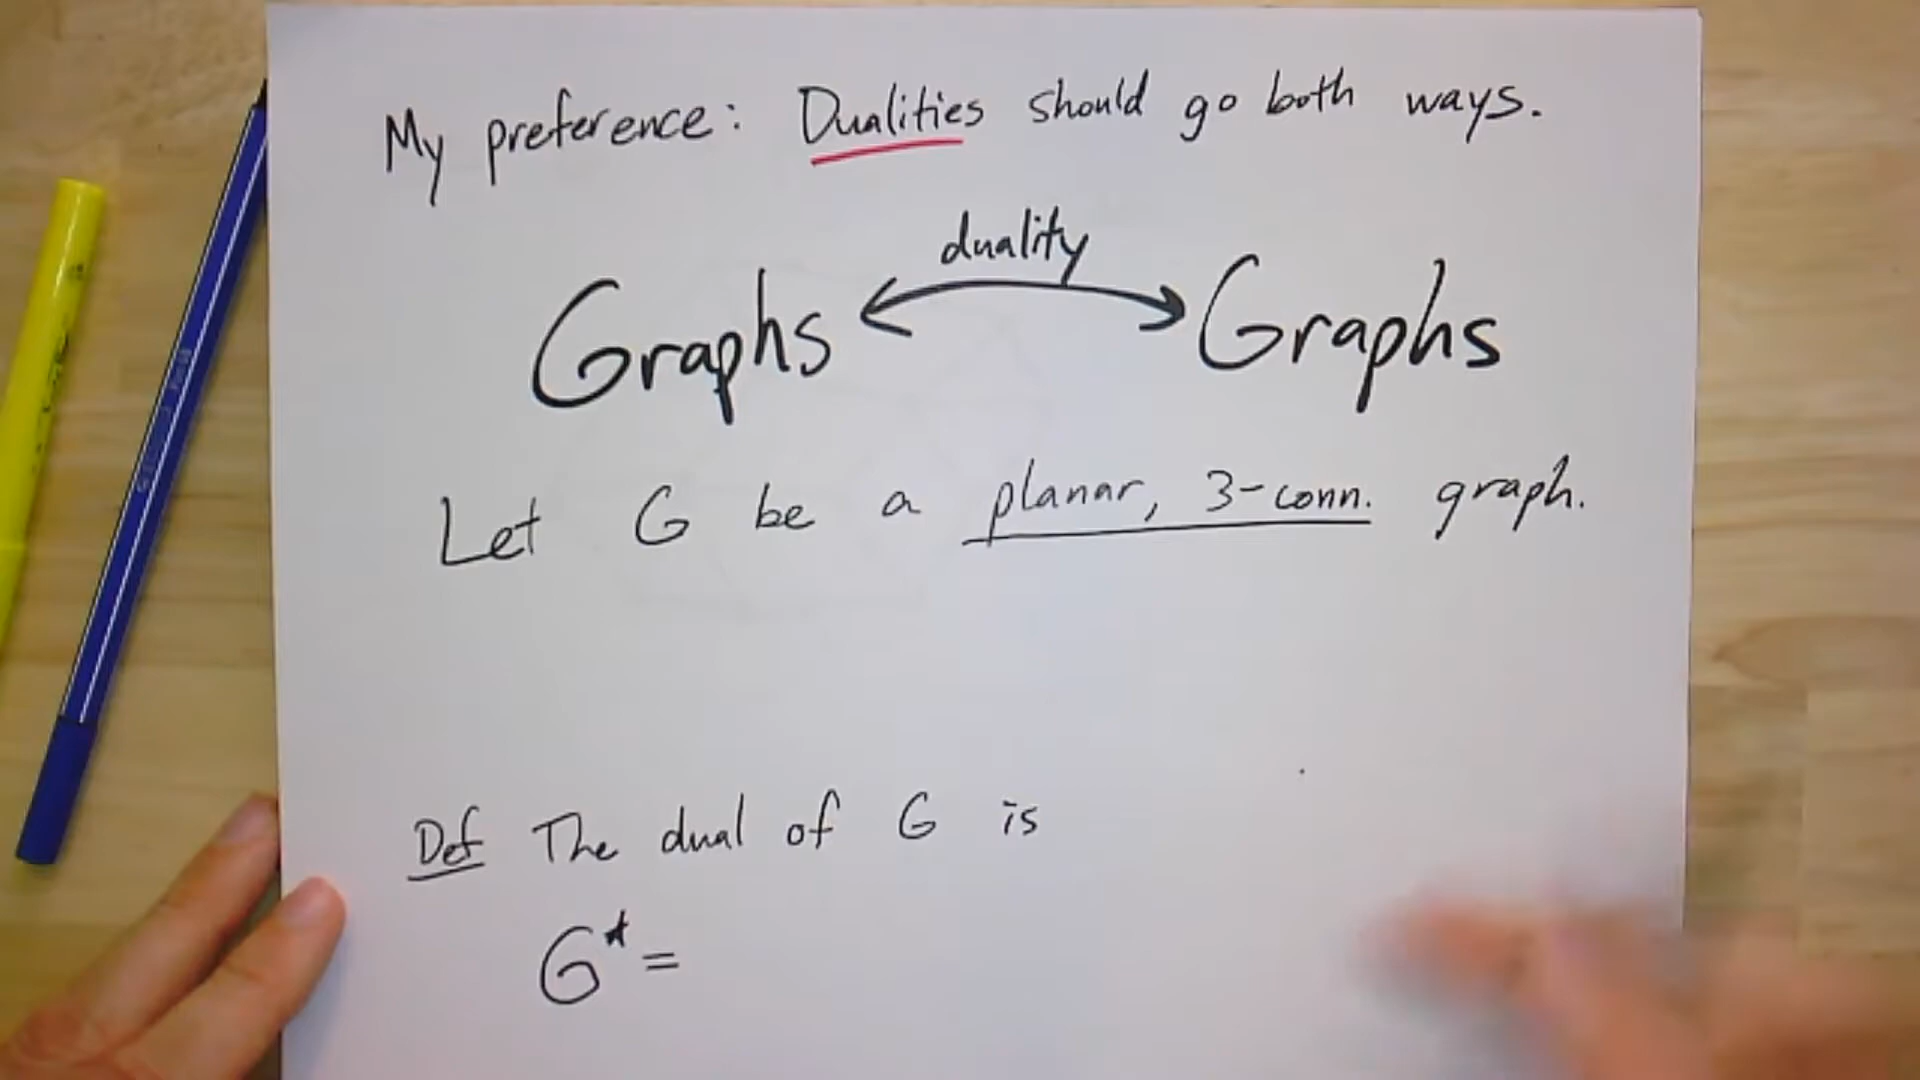 My preference: Dualities should go both ways.
duality
Graphs ↔ Graphs
Let G be a planar, 3-conn. graph.
Def The dual of G is
G* =